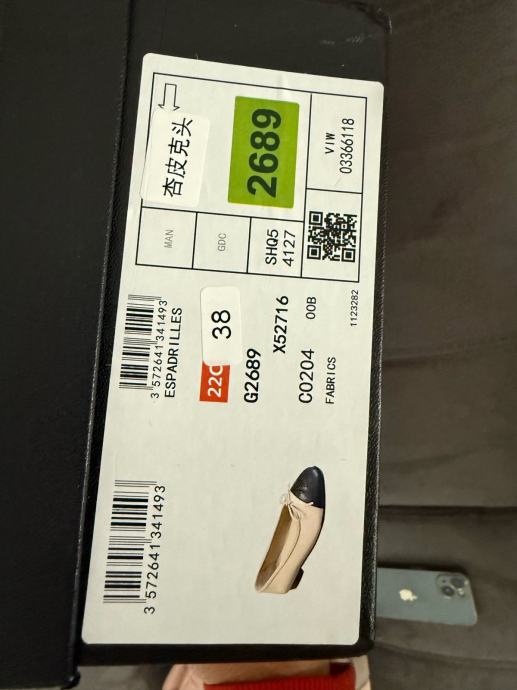 杏皮克头
2689
VIW
03366118
MAN
GDC
SHQ5
4127
3 572641 341493
ESPADRILLES
22C
38
G2689
X52716
C0204 00B
FABRICS
1123282
3 572641 341493